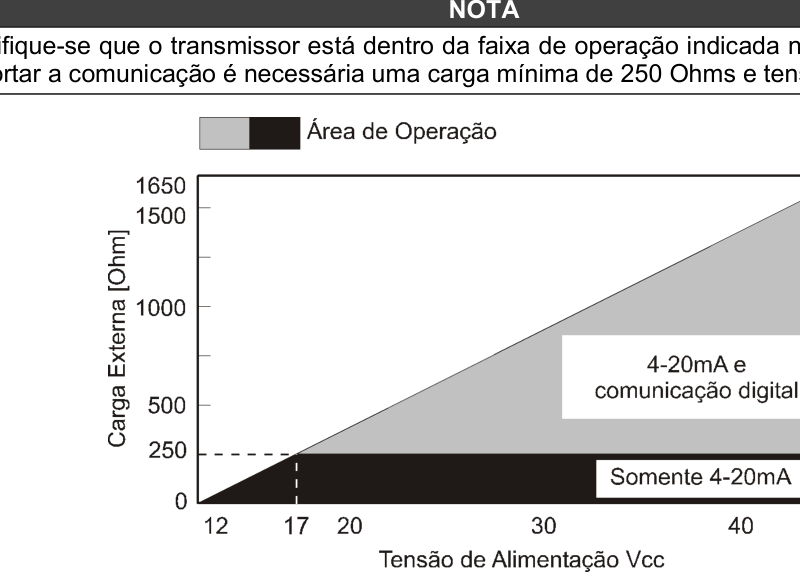 NOTA
ifique-se que o transmissor está dentro da faixa de operação indicada n
ortar a comunicação é necessária uma carga mínima de 250 Ohms e tens
Área de Operação
1650
1500
1000
500
250
0
Carga Externa [Ohm]
4-20mA e
comunicação digital
Somente 4-20mA
12 17 20 30 40
Tensão de Alimentação Vcc